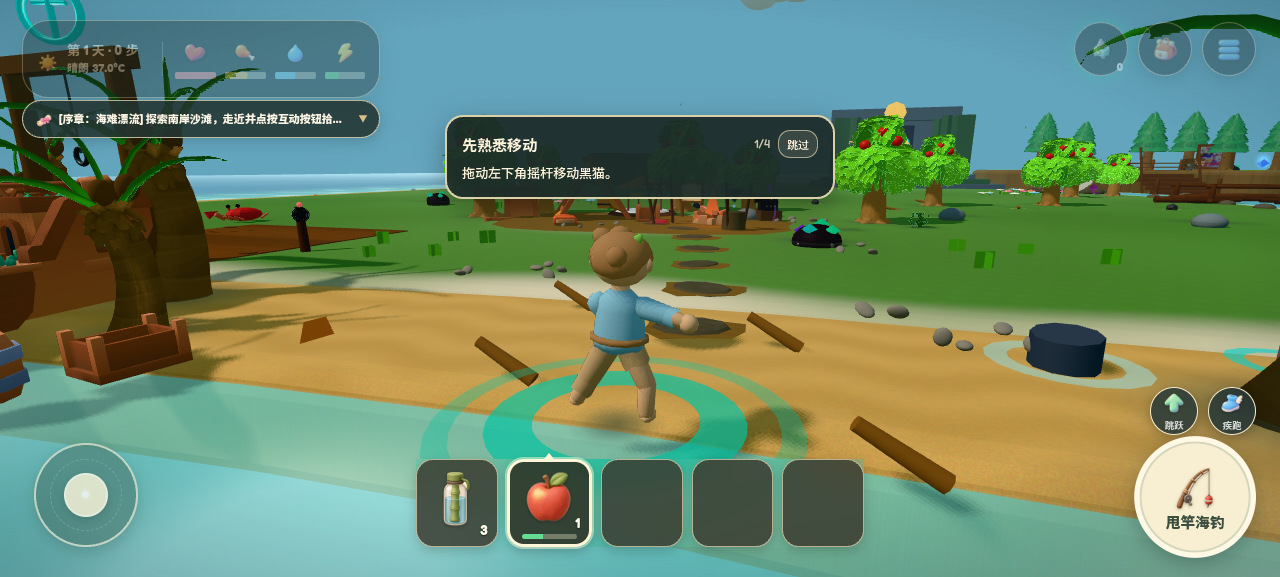 第 1 天 · 0 步
晴朗 37.0°C
[序章：海难漂流] 探索南岸沙滩，走近并点按互动按钮拾...
先熟悉移动
1/4
跳过
拖动左下角摇杆移动黑猫。
0
跳跃
疾跑
甩竿海钓
3
1